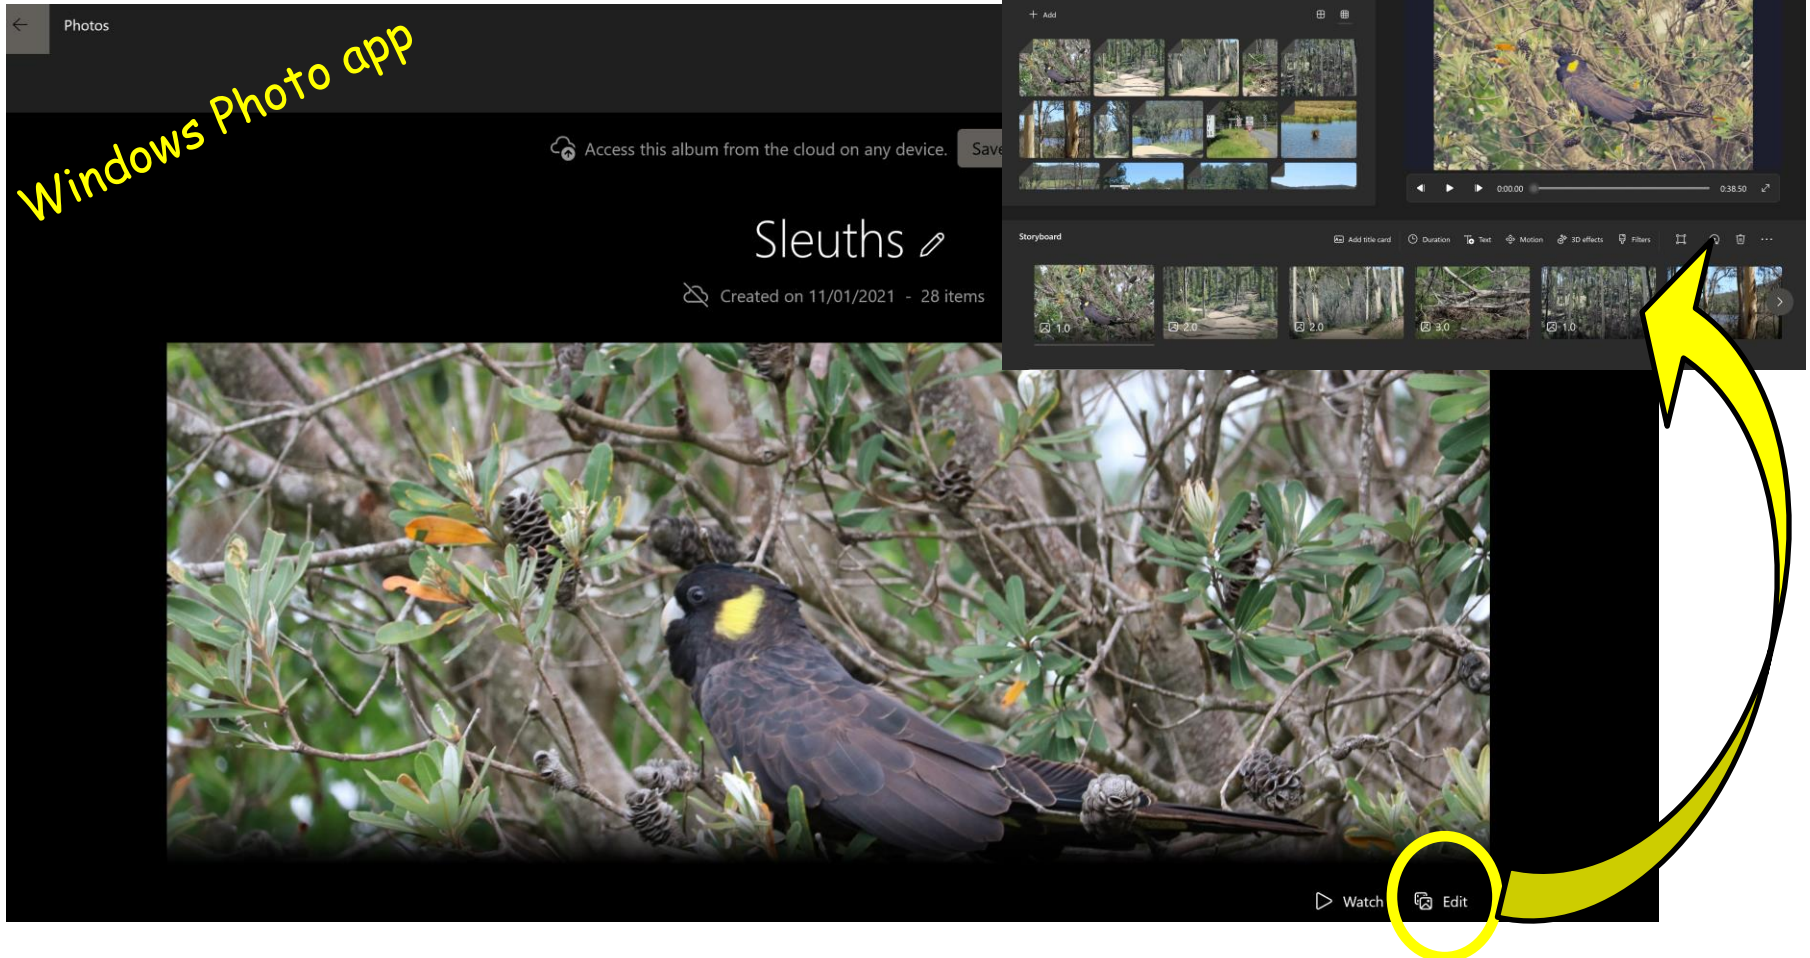 Photos
Windows Photo app
Access this album from the cloud on any device.
Save
Sleuths
Created on 11/01/2021 - 28 items
Watch
Edit
+ Add
0:00.00
0:38.50
Storyboard
Add title card
Duration
Text
Motion
3D effects
Filters
1.0
2.0
2.0
3.0
1.0